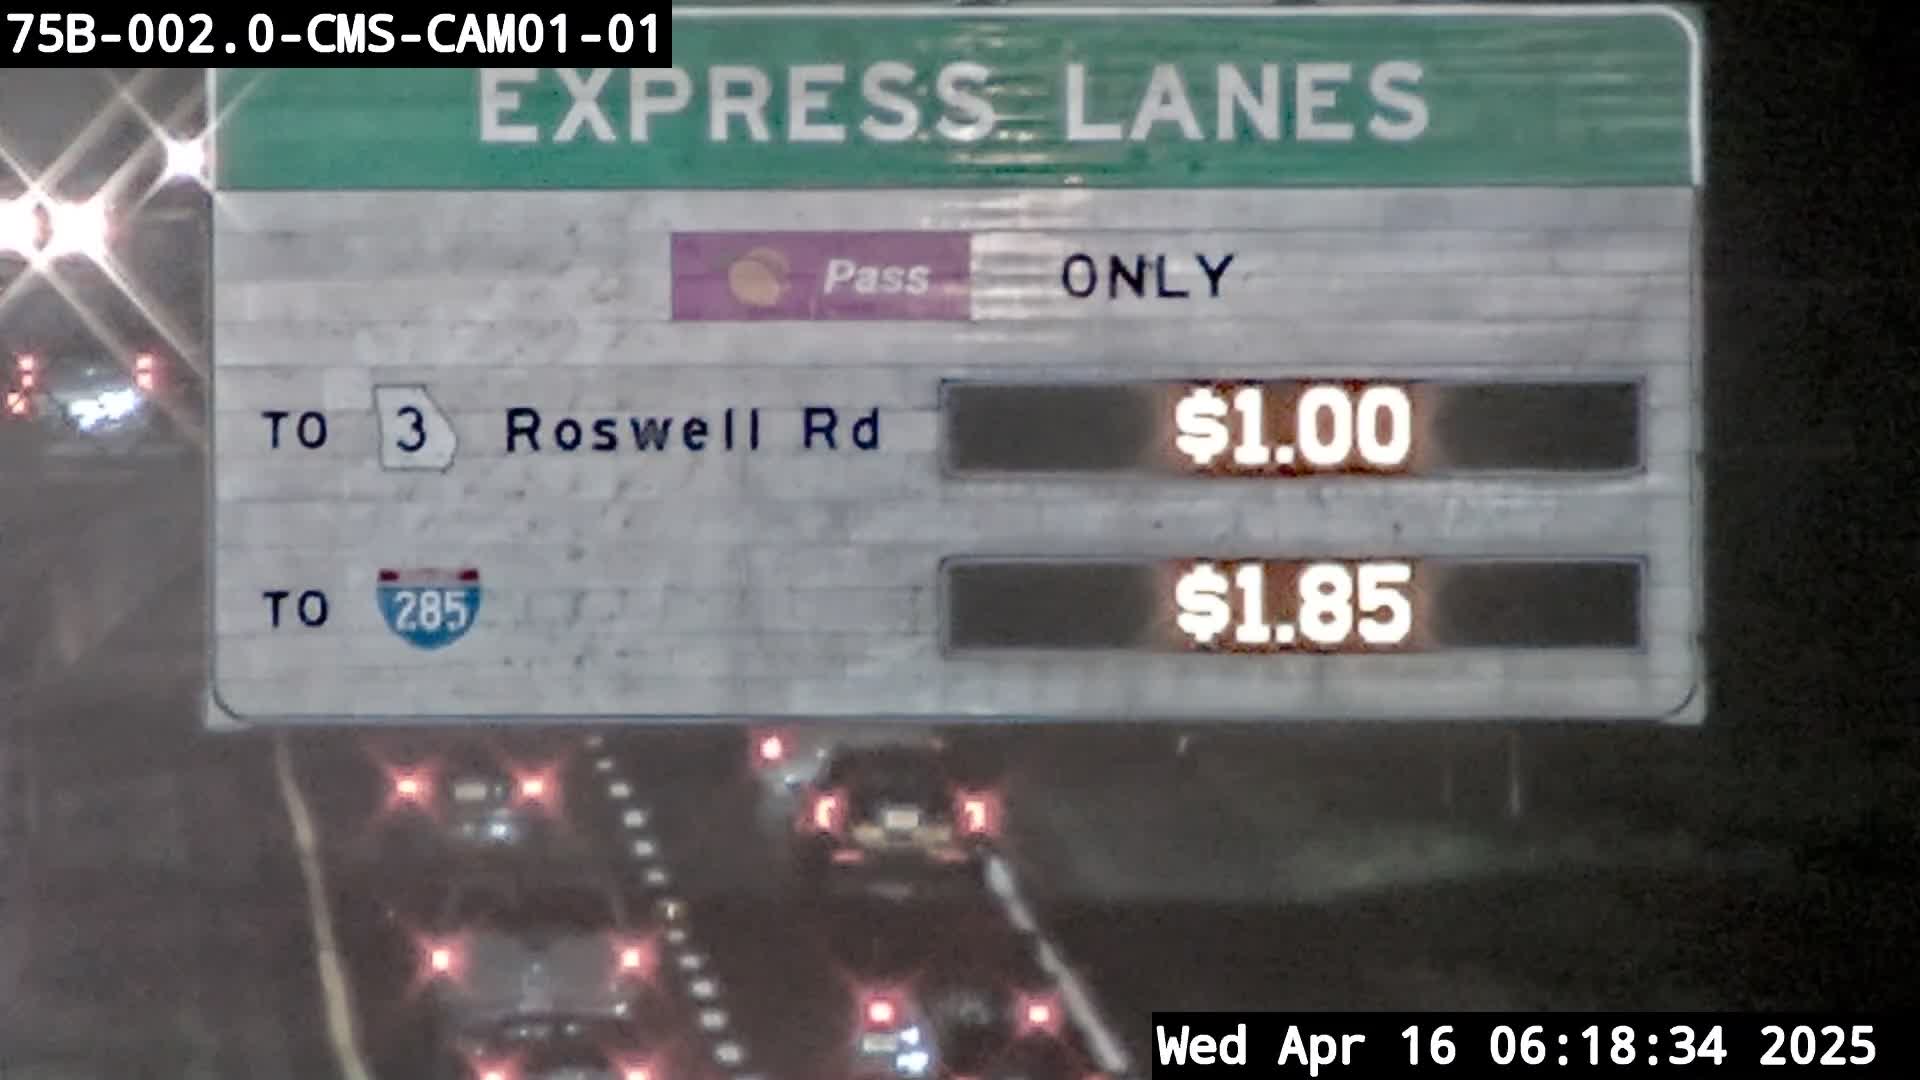 75B-002.0-CMS-CAM01-01
EXPRESS LANES
Pass ONLY
TO 3 Roswell Rd $1.00
TO 285 $1.85
Wed Apr 16 06:18:34 2025